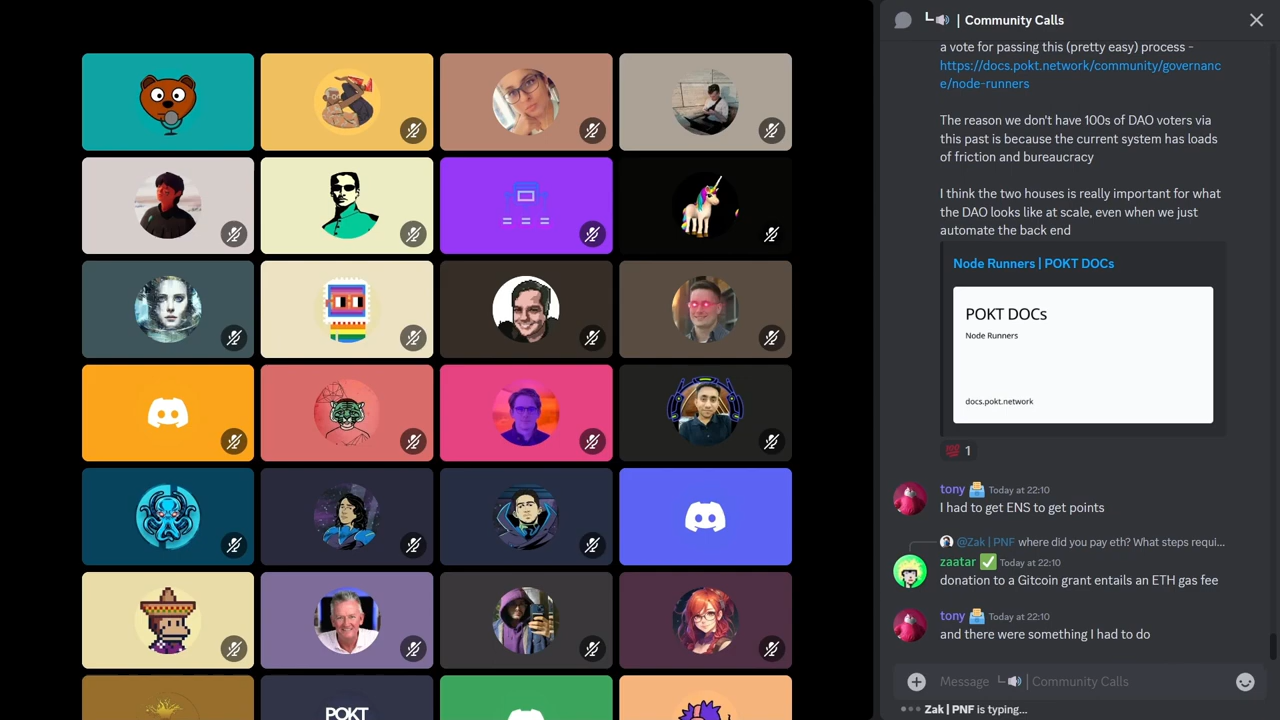 Community Calls
a vote for passing this (pretty easy) process -
https://docs.pokt.network/community/governanc
e/node-runners
The reason we don't have 100s of DAO voters via
this past is because the current system has loads
of friction and bureaucracy
I think the two houses is really important for what
the DAO looks like at scale, even when we just
automate the back end
Node Runners | POKT DOCs
POKT DOCs
Node Runners
docs.pokt.network
1
tony Today at 22:10
I had to get ENS to get points
@Zak | PNF where did you pay eth? What steps requi...
zaatar Today at 22:10
donation to a Gitcoin grant entails an ETH gas fee
tony Today at 22:10
and there were something I had to do
Message | Community Calls
Zak | PNF is typing...
POKT